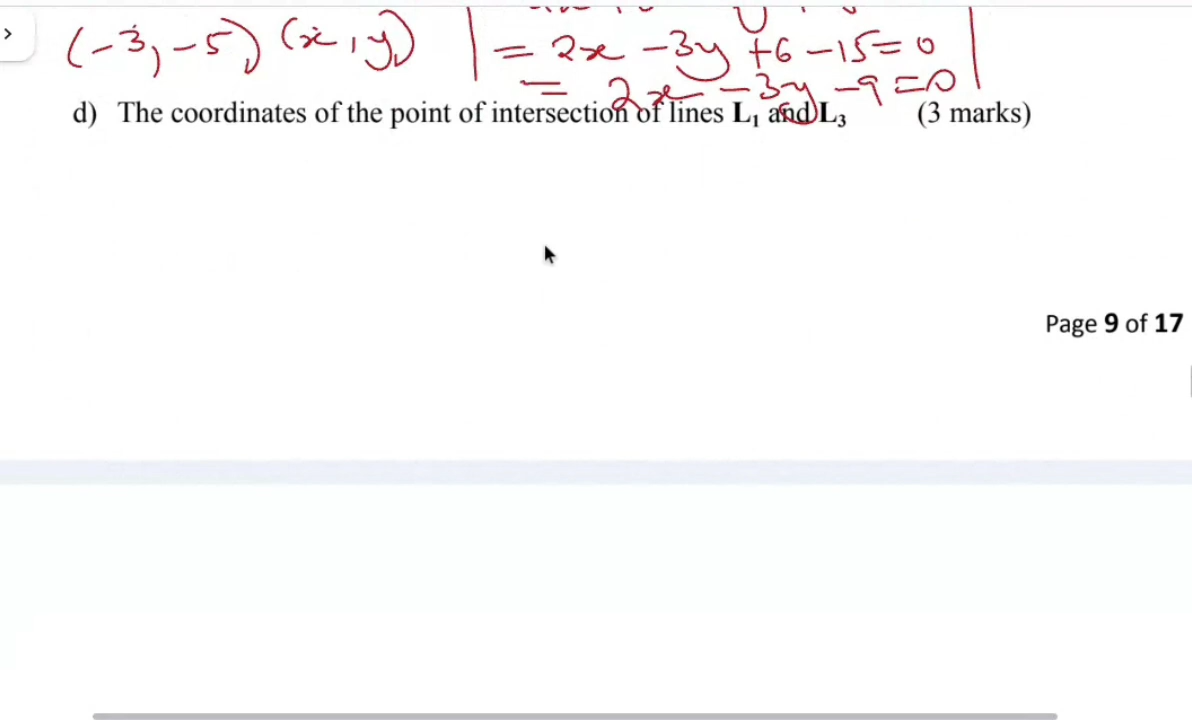 (-3, -5) (x, y) = 2x - 3y + 6 - 15 = 0
= 2x - 3y - 9 = 0
d) The coordinates of the point of intersection of lines L₁ and L₃ (3 marks)
Page 9 of 17